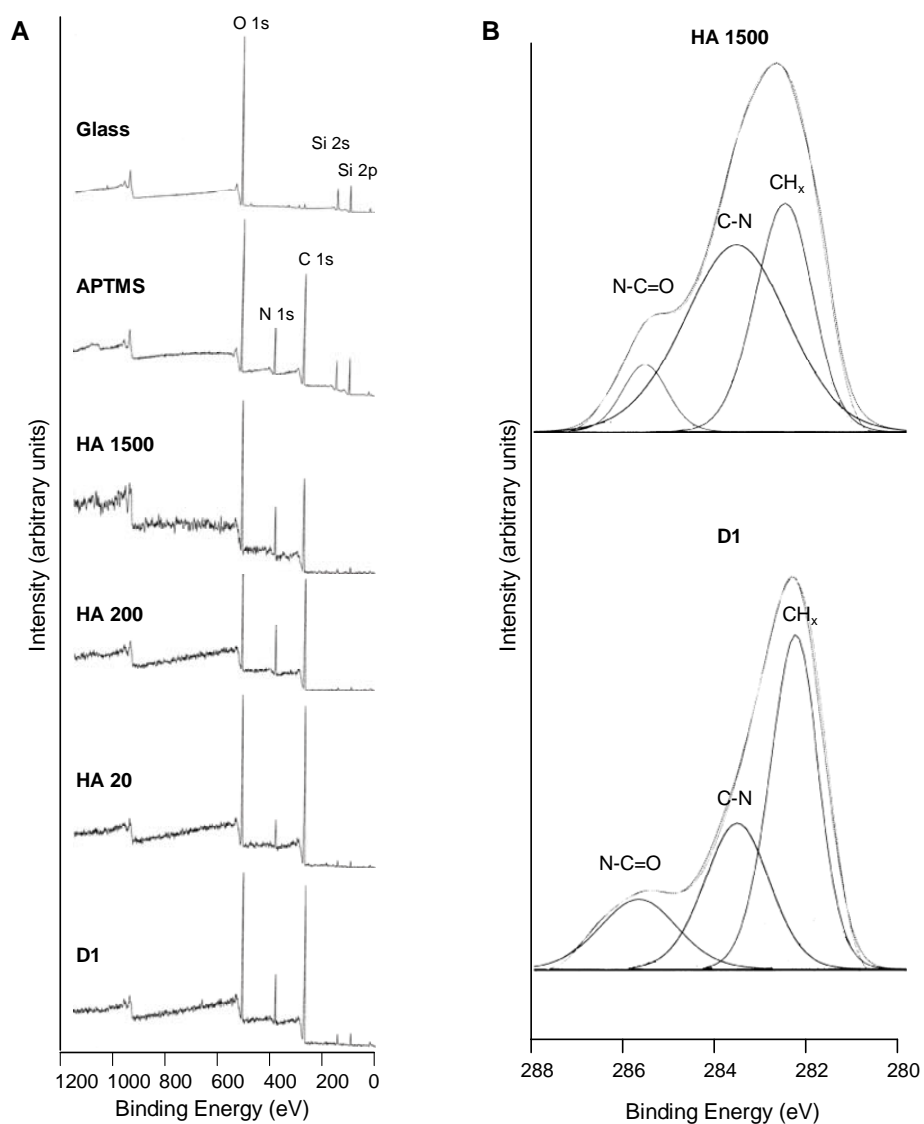 A
O 1s
Glass
Si 2s
Si 2p
APTMS
C 1s
N 1s
HA 1500
HA 200
HA 20
D1
Intensity (arbitrary units)
1200 1000 800 600 400 200 0
Binding Energy (eV)
B
HA 1500
CHₓ
C-N
N-C=O
D1
CHₓ
C-N
N-C=O
Intensity (arbitrary units)
288 286 284 282 280
Binding Energy (eV)